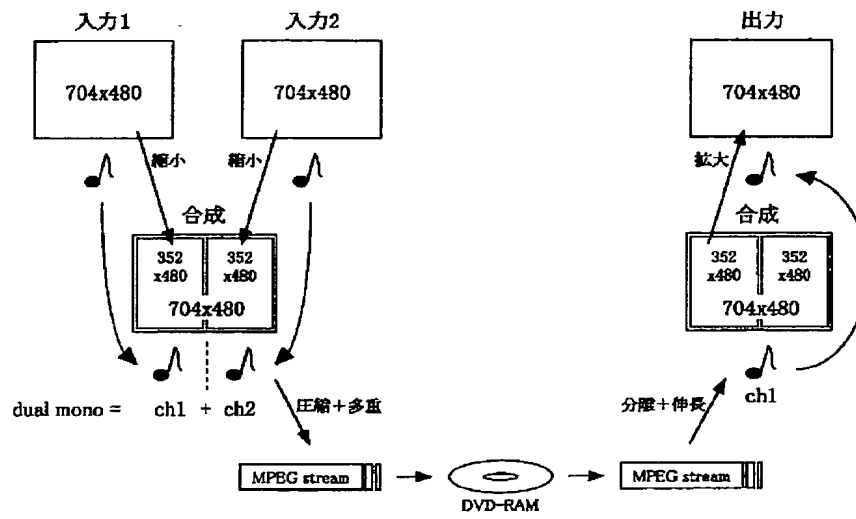 入力1
入力2
出力
704x480
704x480
704x480
縮小
縮小
拡大
合成
合成
352
x480
352
x480
704x480
352
x480
352
x480
704x480
dual mono = ch1 + ch2
圧縮+多重
分離+伸長
ch1
MPEG stream
DVD-RAM
MPEG stream